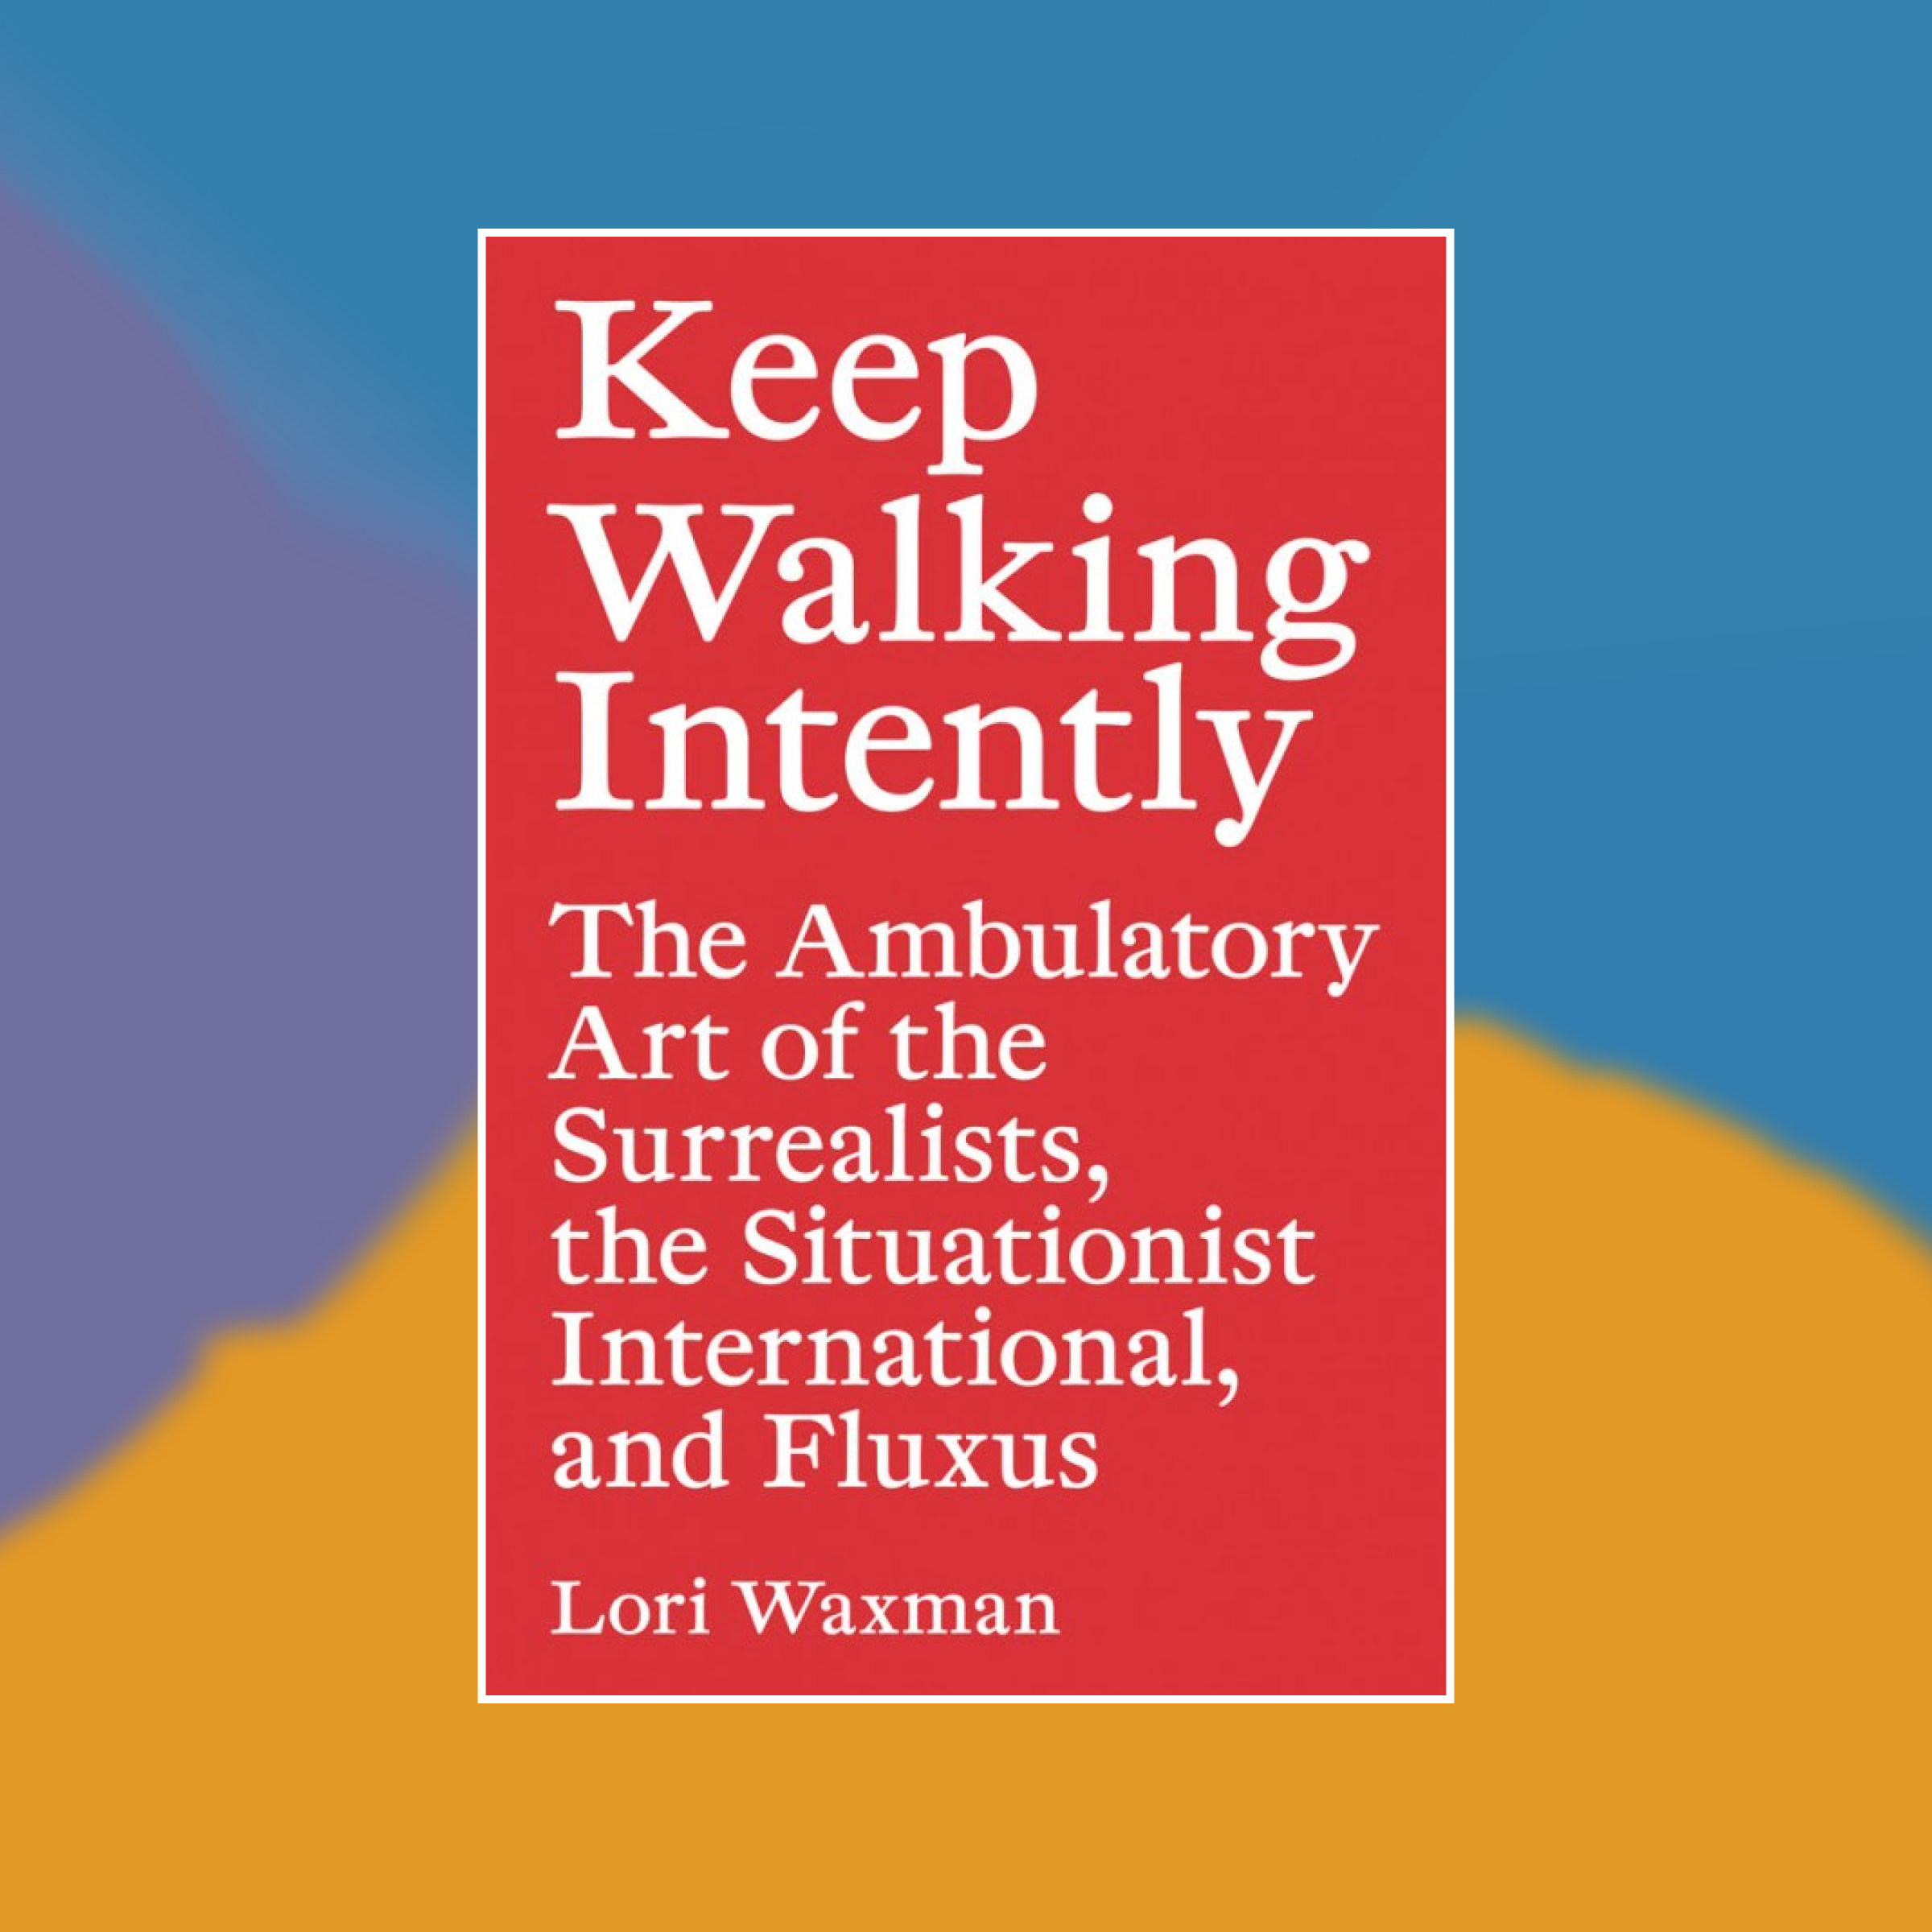 Keep
Walking
Intently
The Ambulatory
Art of the
Surrealists,
the Situationist
International,
and Fluxus
Lori Waxman